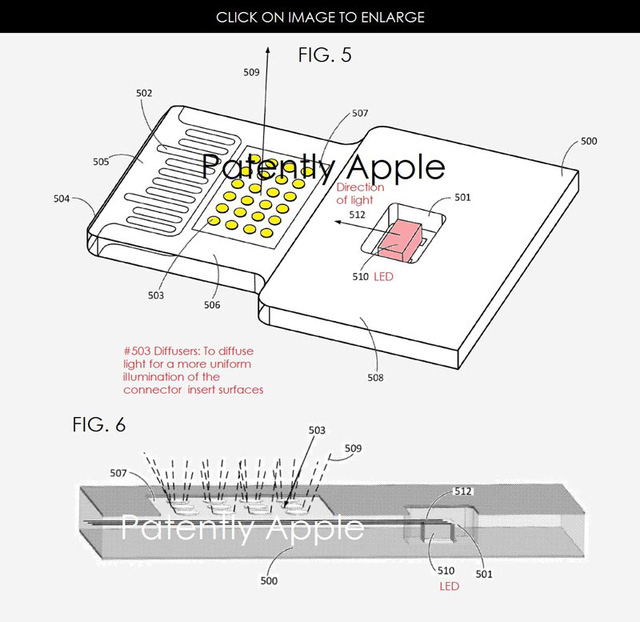 CLICK ON IMAGE TO ENLARGE
FIG. 5
509
502
507
505
500
Patently Apple
Direction
of light
504
501
512
510 LED
503
506
508
#503 Diffusers: To diffuse
light for a more uniform
illumination of the
connector insert surfaces
FIG. 6
503
509
507
512
Patently Apple
500
510
501
LED